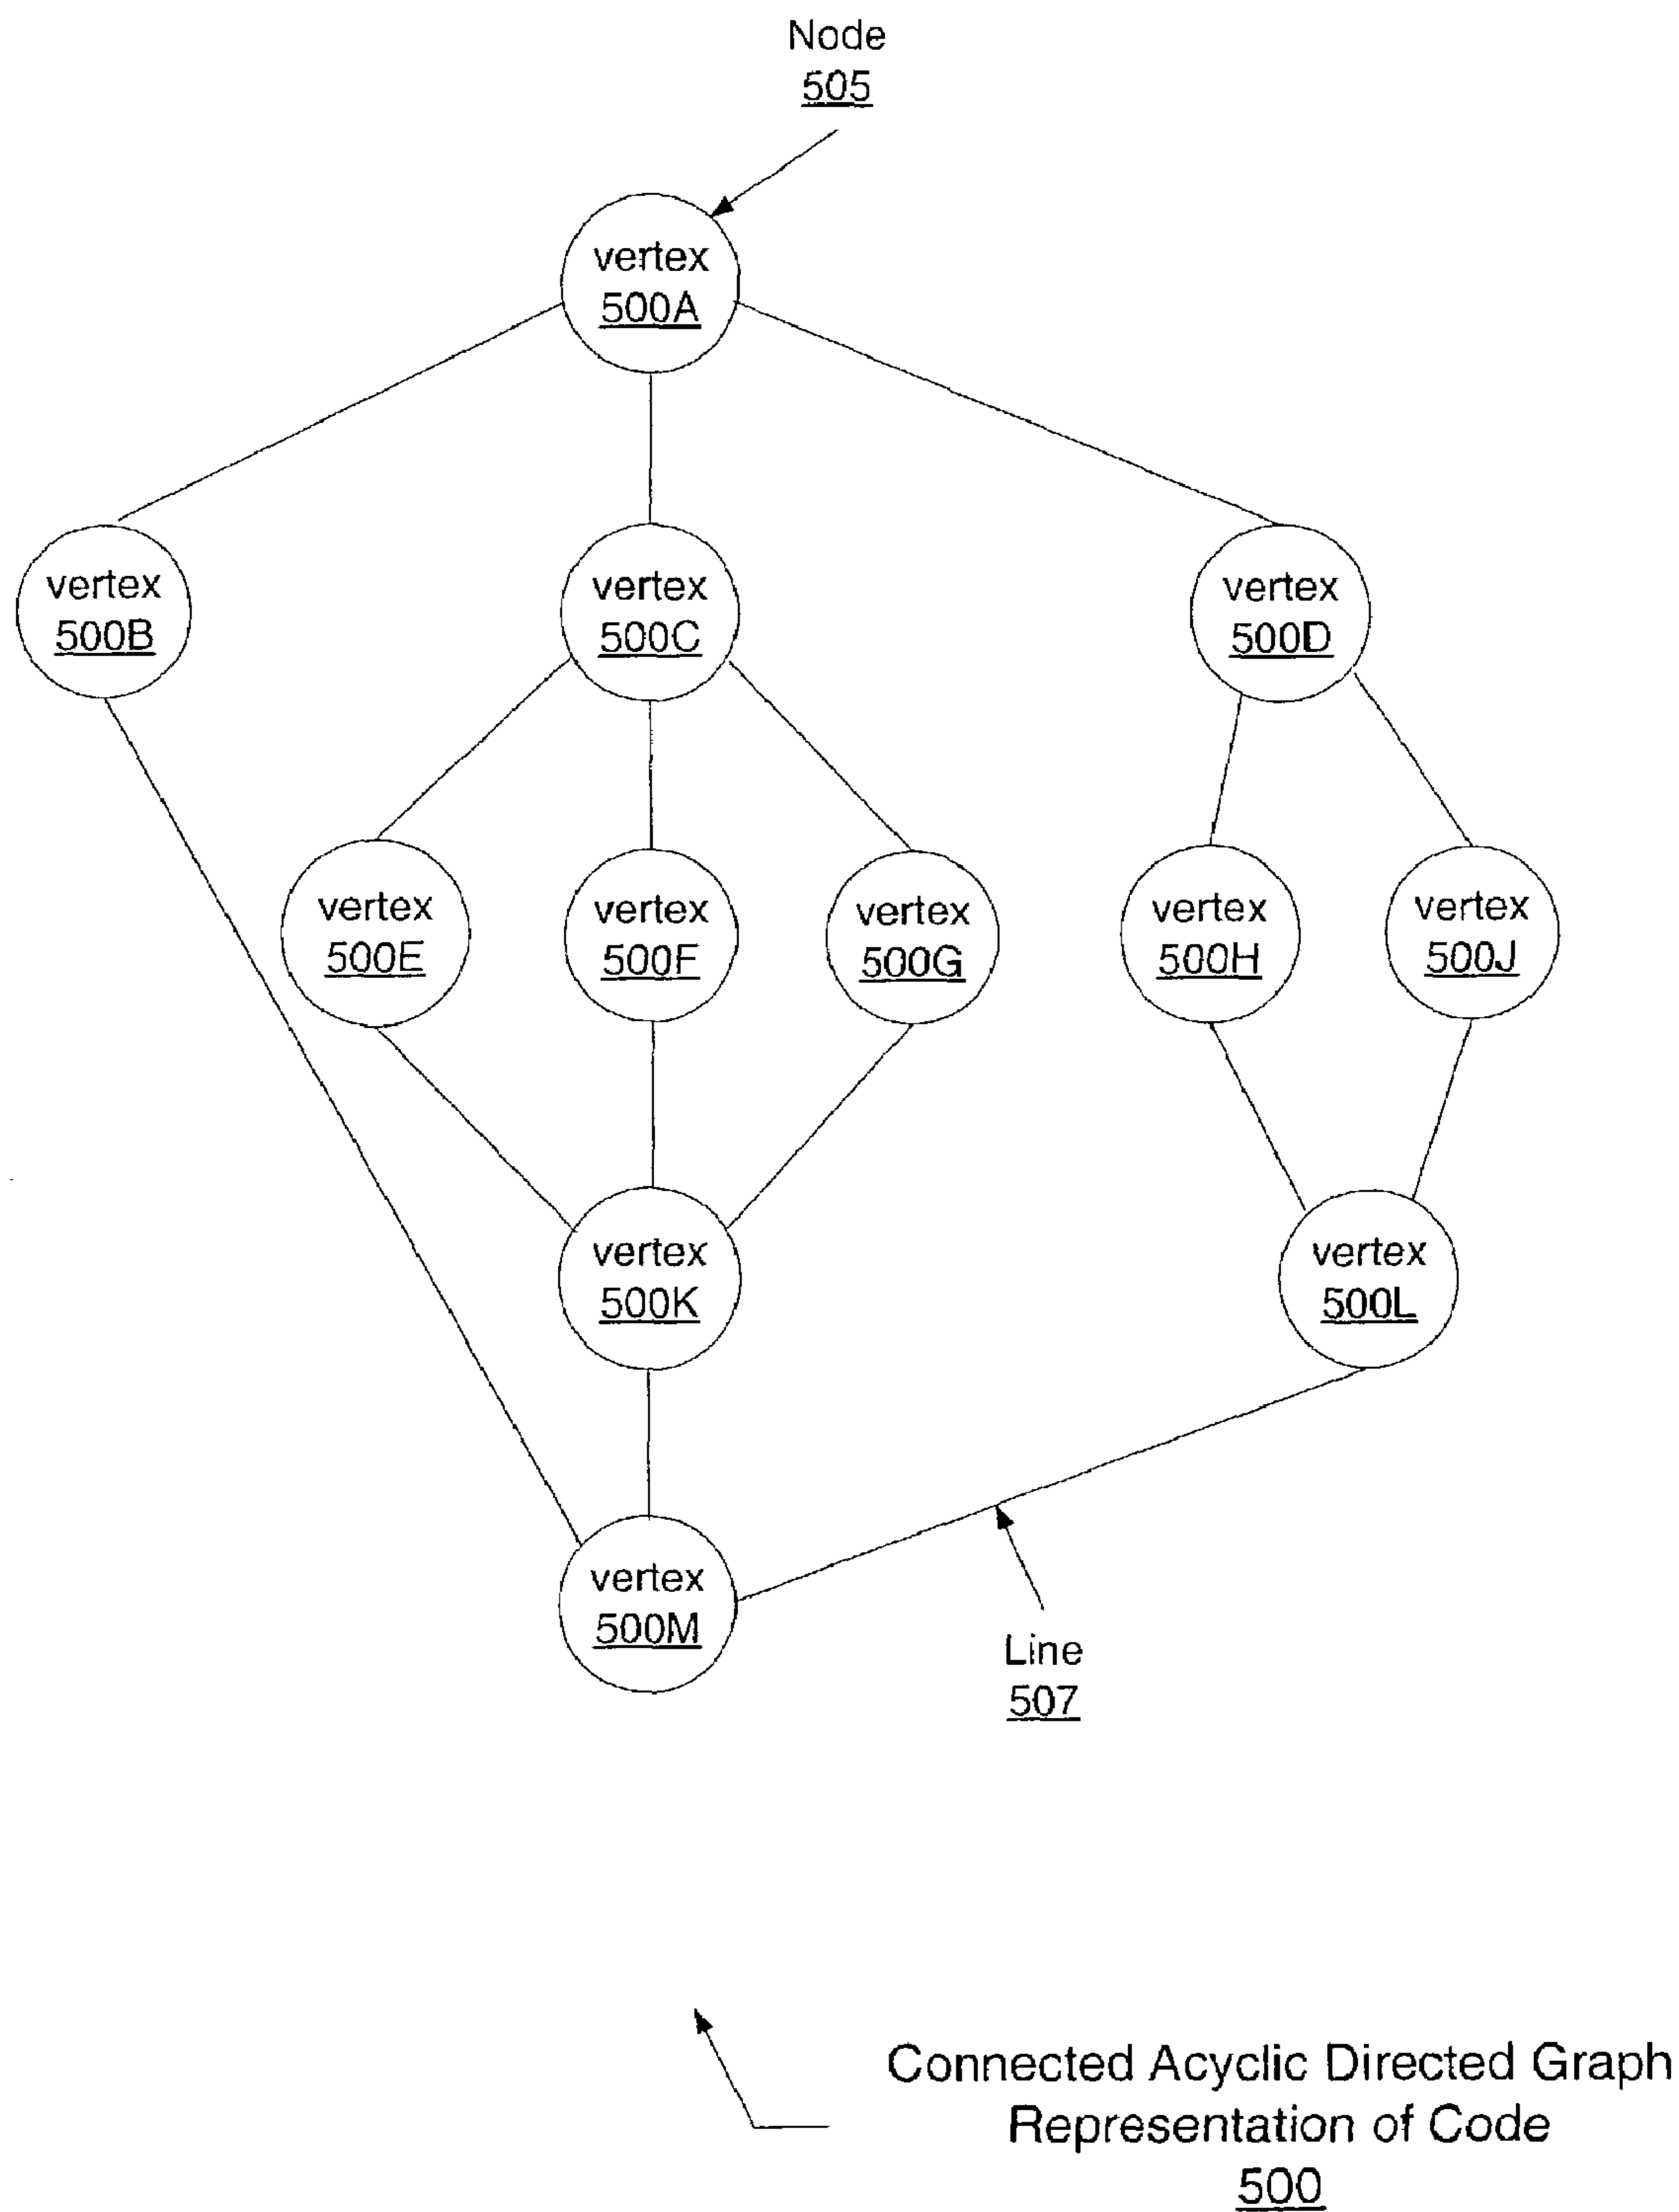 Node
505
vertex
500A
vertex
500B
vertex
500C
vertex
500D
vertex
500E
vertex
500F
vertex
500G
vertex
500H
vertex
500J
vertex
500K
vertex
500L
vertex
500M
Line
507
Connected Acyclic Directed Graph
Representation of Code
500